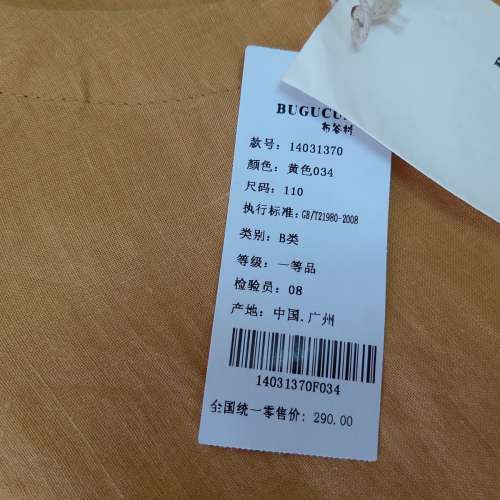 BUGUCU
布谷村
款号: 14031370
颜色: 黄色034
尺码: 110
执行标准: GB/T21980-2008
类别: B类
等级: 一等品
检验员: 08
产地: 中国.广州
14031370F034
全国统一零售价: 290.00